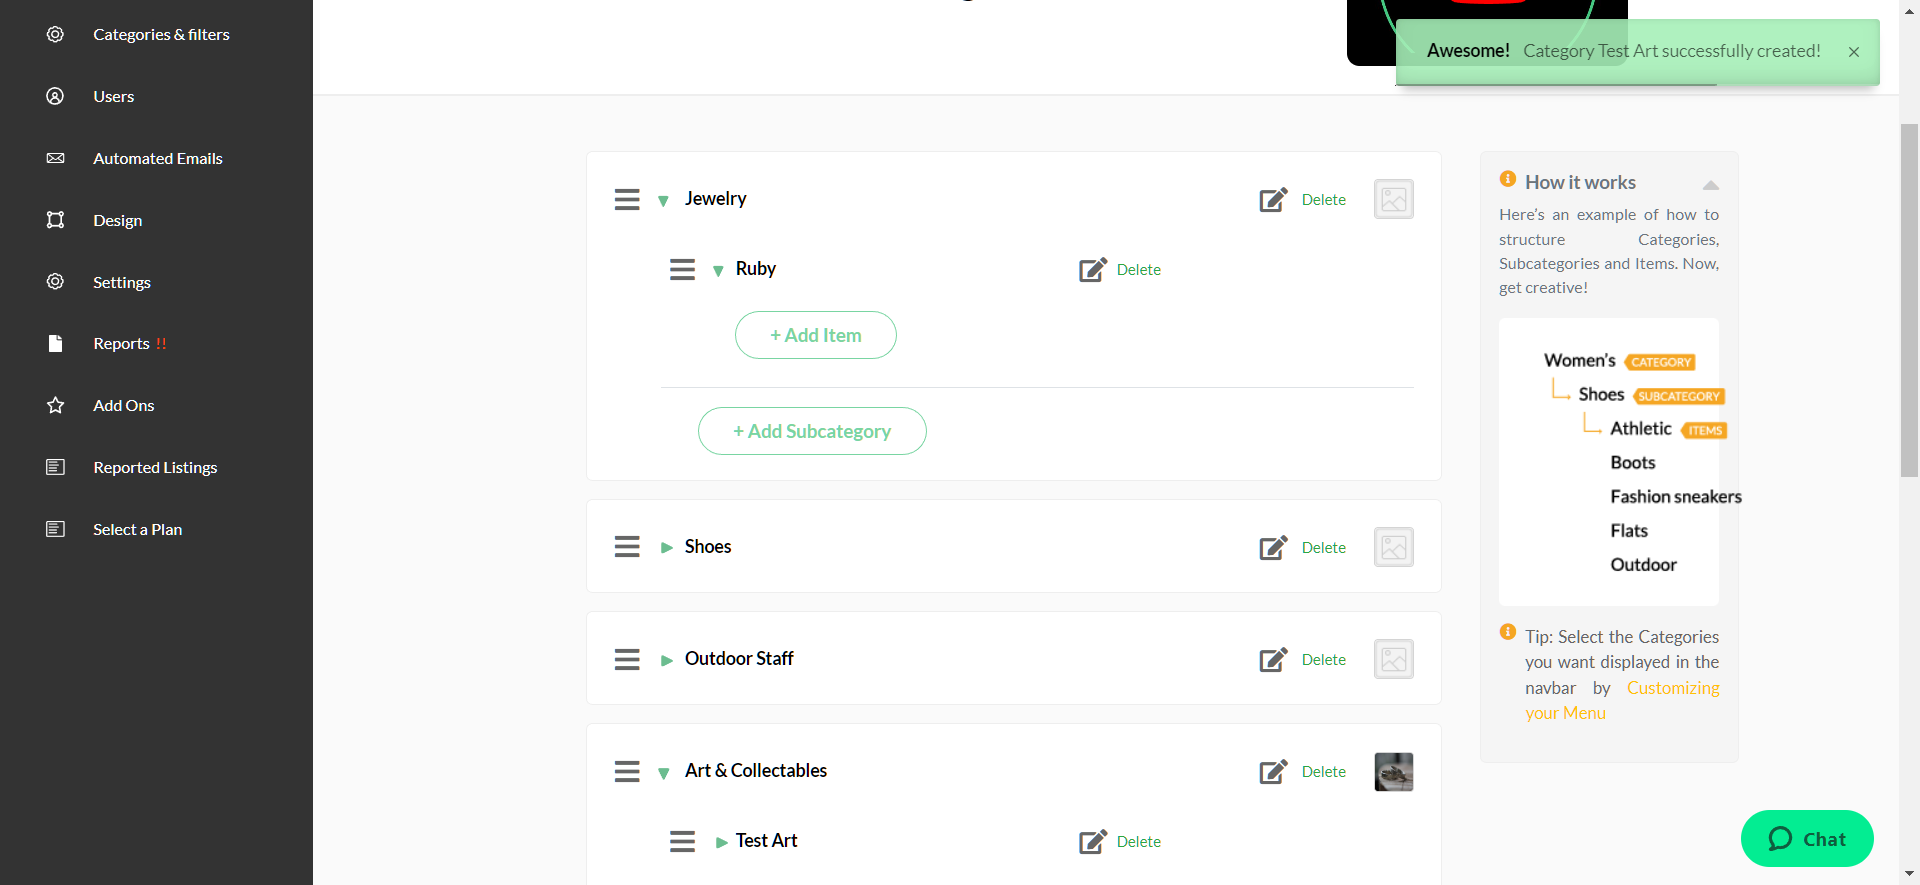 Categories & filters
Users
Automated Emails
Design
Settings
Reports !!
Add Ons
Reported Listings
Select a Plan
Awesome! Category Test Art successfully created! ×
Jewelry
Delete
Ruby
Delete
+ Add Item
+ Add Subcategory
Shoes
Delete
Outdoor Staff
Delete
Art & Collectables
Delete
Test Art
Delete
How it works
Here's an example of how to
structure Categories,
Subcategories and Items. Now,
get creative!
Women's CATEGORY
Shoes SUBCATEGORY
Athletic ITEMS
Boots
Fashion sneakers
Flats
Outdoor
Tip: Select the Categories
you want displayed in the
navbar by Customizing
your Menu
Chat